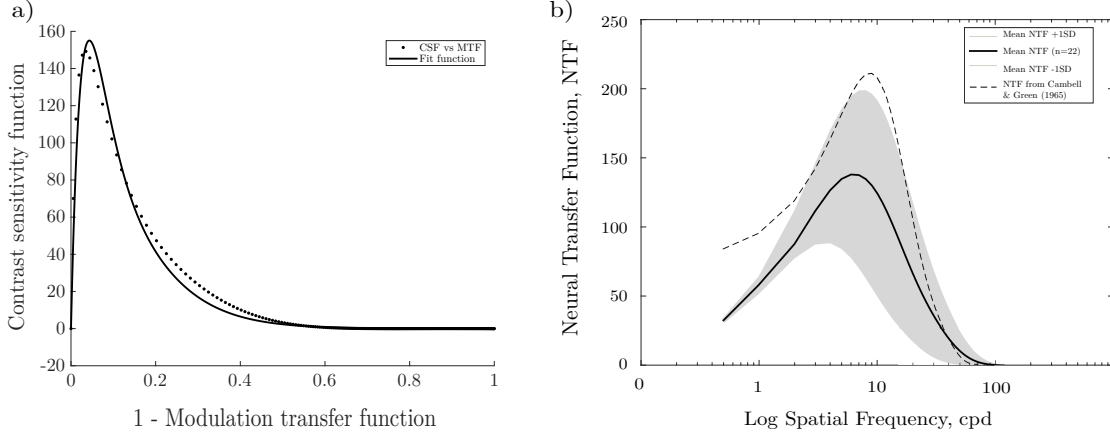 a)
Contrast sensitivity function
160
140
120
100
80
60
40
20
0
-20
0
0.2
0.4
0.6
0.8
1
1 - Modulation transfer function
CSF vs MTF
Fit function
b)
Neural Transfer Function, NTF
250
200
150
100
50
0
0
1
10
100
Log Spatial Frequency, cpd
Mean NTF +1SD
Mean NTF (n=22)
Mean NTF -1SD
NTF from Cambell
& Green (1965)